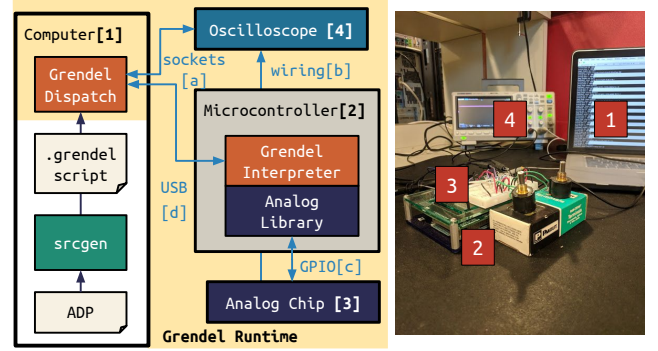 Computer[1]
Grendel
Dispatch
.grendel
script
srcgen
ADP
sockets
[a]
USB
[d]
Oscilloscope [4]
wiring[b]
Microcontroller[2]
Grendel
Interpreter
Analog
Library
GPIO[c]
Analog Chip [3]
Grendel Runtime
4
1
3
2